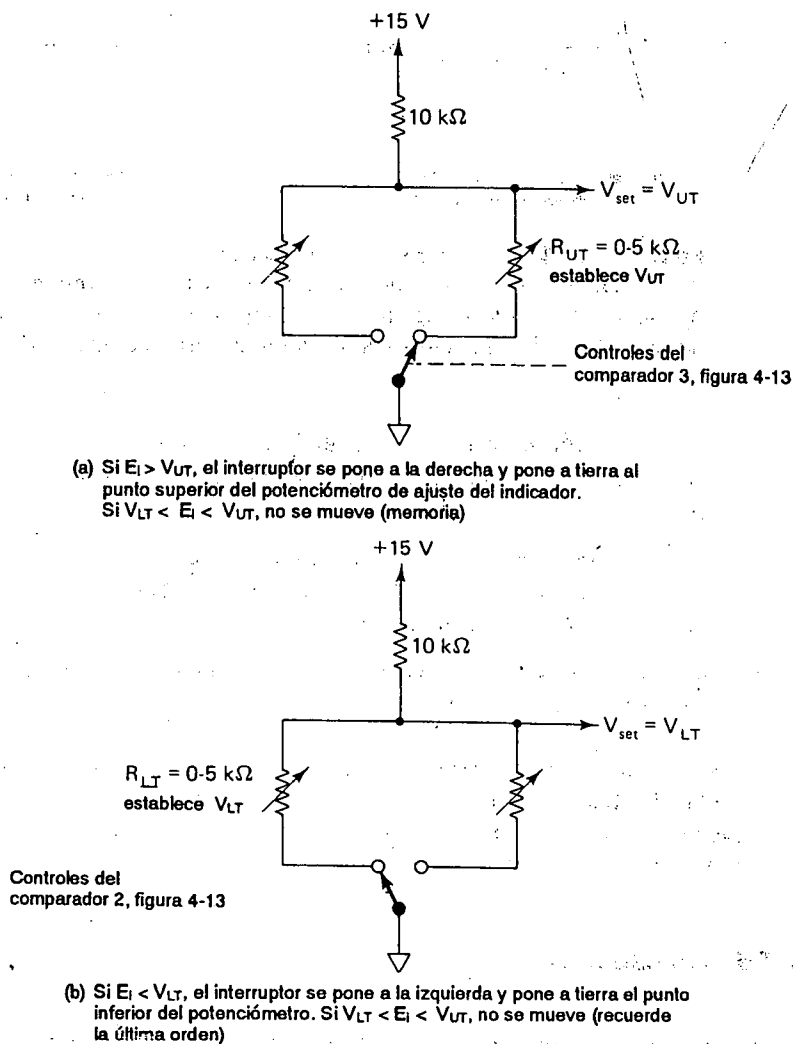 +15 V
10 kΩ
V_set = V_UT
R_UT = 0-5 kΩ
establece V_UT
Controles del
comparador 3, figura 4-13
(a) Si E_i > V_UT, el interruptor se pone a la derecha y pone a tierra al
punto superior del potenciómetro de ajuste del indicador.
Si V_LT < E_i < V_UT, no se mueve (memoria)
+15 V
10 kΩ
V_set = V_LT
R_LT = 0-5 kΩ
establece V_LT
Controles del
comparador 2, figura 4-13
(b) Si E_i < V_LT, el interruptor se pone a la izquierda y pone a tierra el punto
inferior del potenciómetro. Si V_LT < E_i < V_UT, no se mueve (recuerde
la última orden)